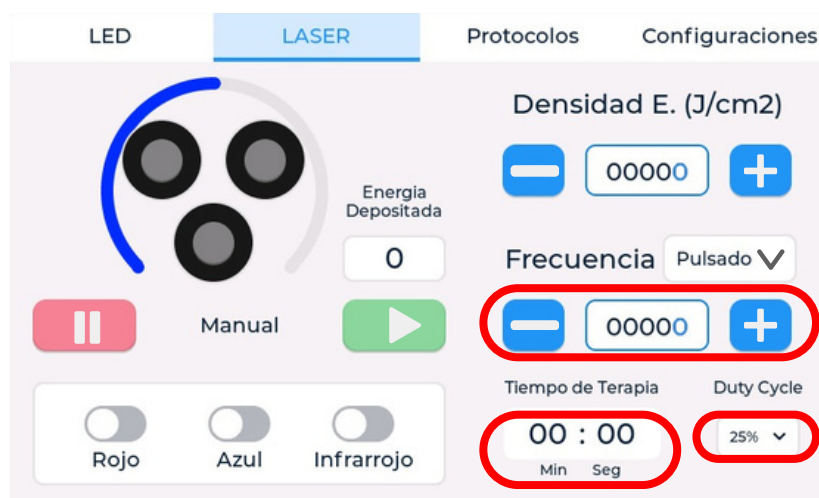 LED LASER Protocolos Configuraciones
Densidad E. (J/cm2)
00000
Energia
Depositada
0
Frecuencia Pulsado
Manual
00000
Tiempo de Terapia Duty Cycle
00 : 00 25%
Min Seg
Rojo Azul Infrarrojo